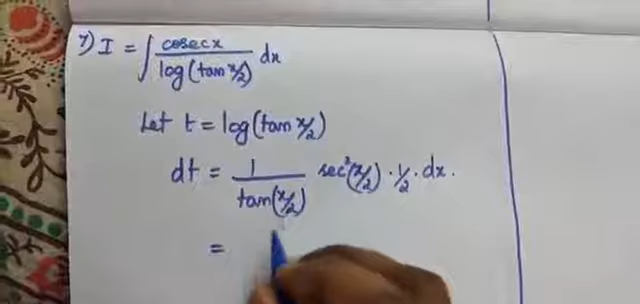 7) I = ∫ cosec x / log(tan x/2) dx
Let t = log(tan x/2)
dt = 1 / tan(x/2) sec²(x/2) · 1/2 · dx.
=